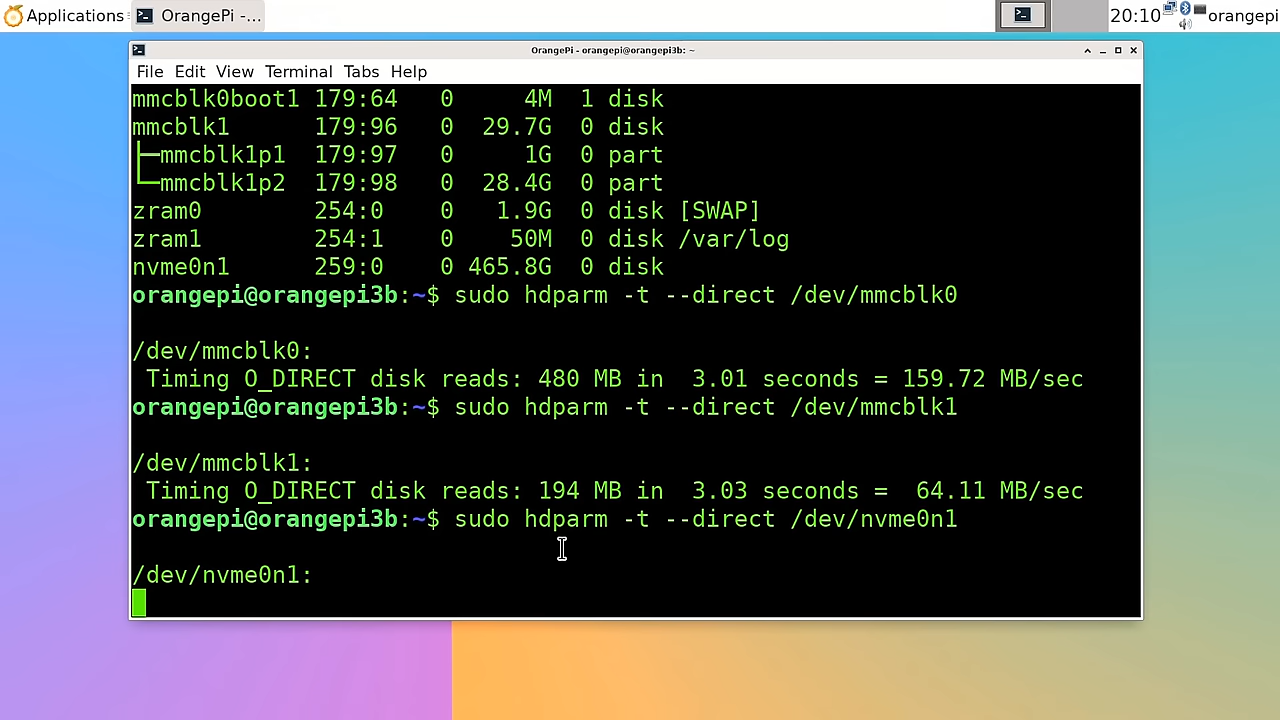 Applications
OrangePi -...
20:10
orangepi
OrangePi - orangepi@orangepi3b: ~
File Edit View Terminal Tabs Help
mmcblk0boot1 179:64 0 4M 1 disk
mmcblk1 179:96 0 29.7G 0 disk
├─mmcblk1p1 179:97 0 1G 0 part
└─mmcblk1p2 179:98 0 28.4G 0 part
zram0 254:0 0 1.9G 0 disk [SWAP]
zram1 254:1 0 50M 0 disk /var/log
nvme0n1 259:0 0 465.8G 0 disk
orangepi@orangepi3b:~$ sudo hdparm -t --direct /dev/mmcblk0
/dev/mmcblk0:
Timing O_DIRECT disk reads: 480 MB in 3.01 seconds = 159.72 MB/sec
orangepi@orangepi3b:~$ sudo hdparm -t --direct /dev/mmcblk1
/dev/mmcblk1:
Timing O_DIRECT disk reads: 194 MB in 3.03 seconds = 64.11 MB/sec
orangepi@orangepi3b:~$ sudo hdparm -t --direct /dev/nvme0n1
/dev/nvme0n1: